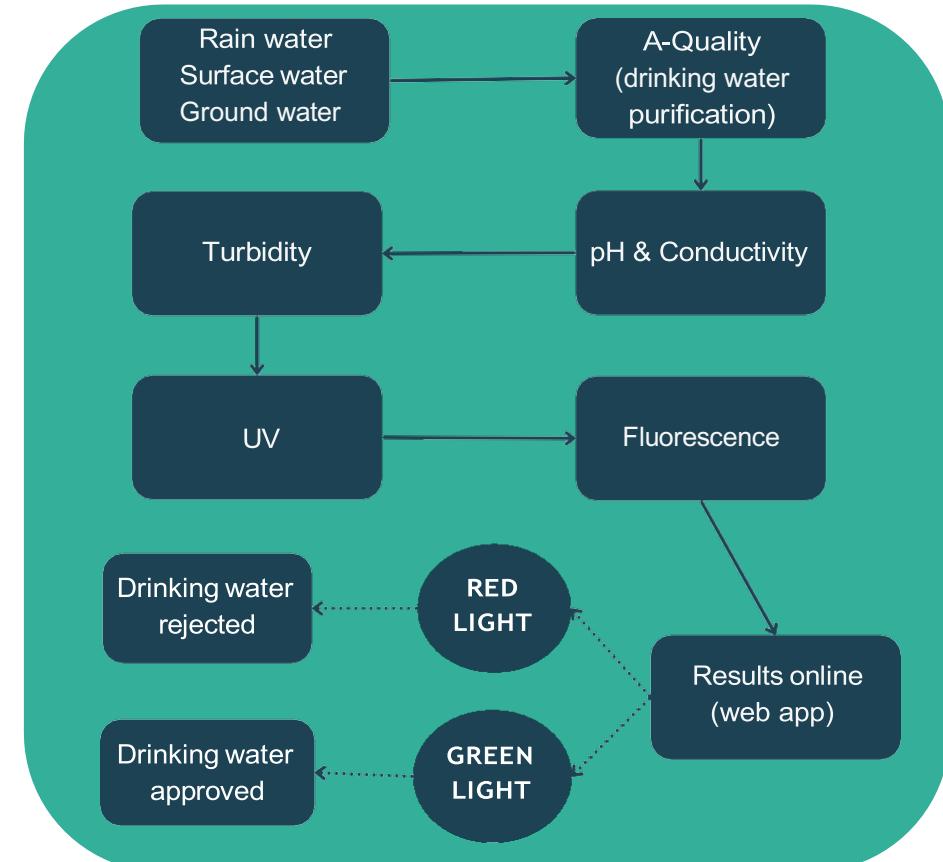 Rain water
Surface water
Ground water
A-Quality
(drinking water
purification)
pH & Conductivity
Turbidity
UV
Fluorescence
Results online
(web app)
RED
LIGHT
Drinking water
rejected
GREEN
LIGHT
Drinking water
approved